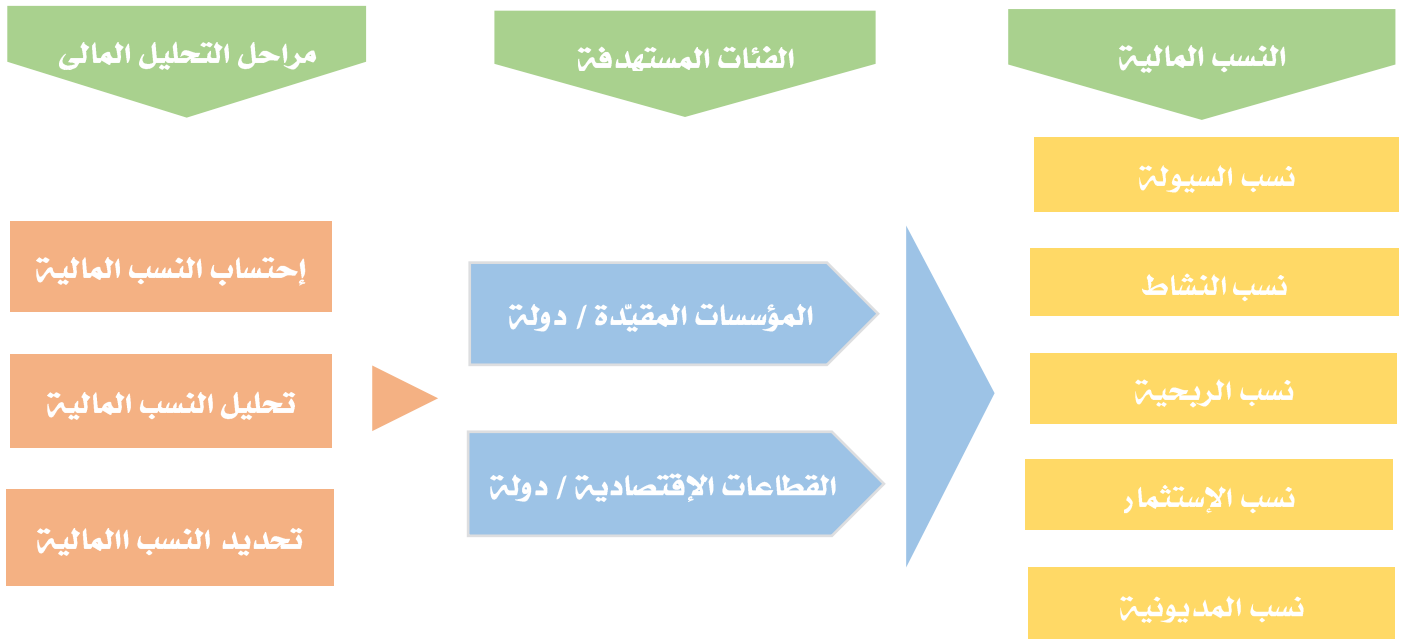 مراحل التحليل المالى
الفئات المستهدفة
النسب المالية
إحتساب النسب المالية
تحليل النسب المالية
تحديد النسب االمالية
المؤسسات المقيّدة / دولة
القطاعات الإقتصادية / دولة
نسب السيولة
نسب النشاط
نسب الربحية
نسب الإستثمار
نسب المديونية